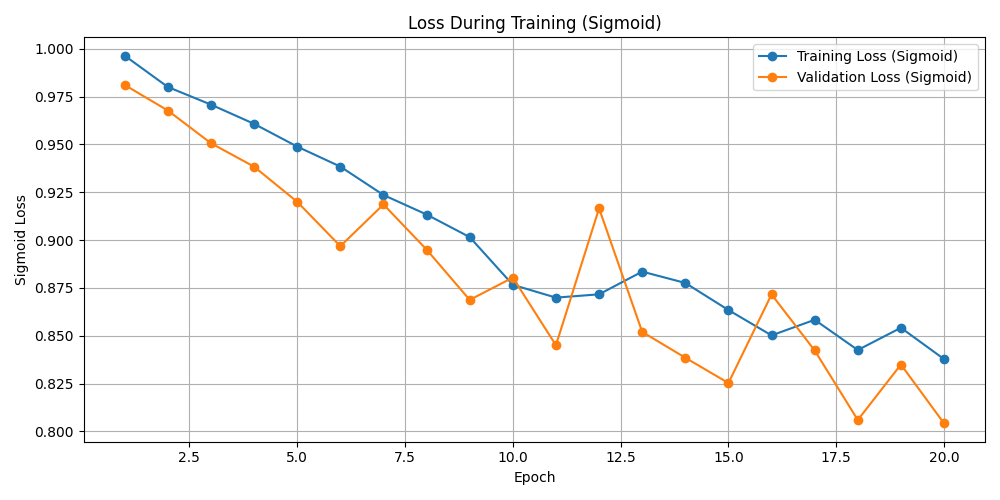 Loss During Training (Sigmoid)
1.000
0.975
0.950
0.925
0.900
0.875
0.850
0.825
0.800
Sigmoid Loss
Training Loss (Sigmoid)
Validation Loss (Sigmoid)
2.5 5.0 7.5 10.0 12.5 15.0 17.5 20.0
Epoch